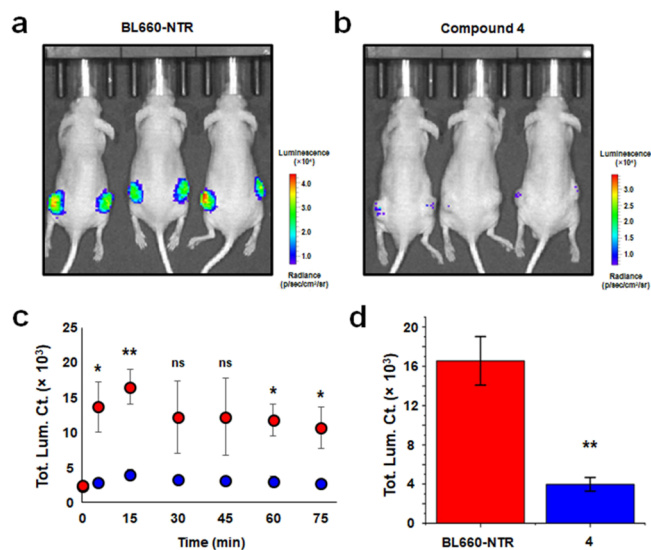 a
BL660-NTR
Luminescence
(×10⁴)
4.0
3.0
2.0
1.0
Radiance
(p/sec/cm²/sr)
b
Compound 4
Luminescence
(×10⁴)
3.5
3.0
2.5
2.0
1.5
1.0
Radiance
(p/sec/cm²/sr)
c
Tot. Lum. Ct. (× 10³)
25
20
15
10
5
0
* ** ns ns * *
0 15 30 45 60 75
Time (min)
d
Tot. Lum. Ct. (× 10³)
20
16
12
8
4
0
**
BL660-NTR 4